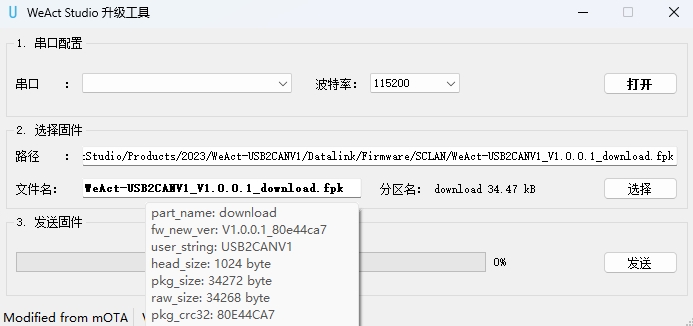 WeAct Studio 升级工具
1. 串口配置
串口 : 波特率: 115200 打开
2. 选择固件
路径 :Studio/Products/2023/WeAct-USB2CANV1/Datalink/Firmware/SCLAN/WeAct-USB2CANV1_V1.0.0.1_download.fpk
文件名: WeAct-USB2CANV1_V1.0.0.1_download.fpk 分区名: download 34.47 kB 选择
part_name: download
3. 发送固件
fw_new_ver: V1.0.0.1_80e44ca7
user_string: USB2CANV1
head_size: 1024 byte
0% 发送
pkg_size: 34272 byte
raw_size: 34268 byte
pkg_crc32: 80E44CA7
Modified from mOTA